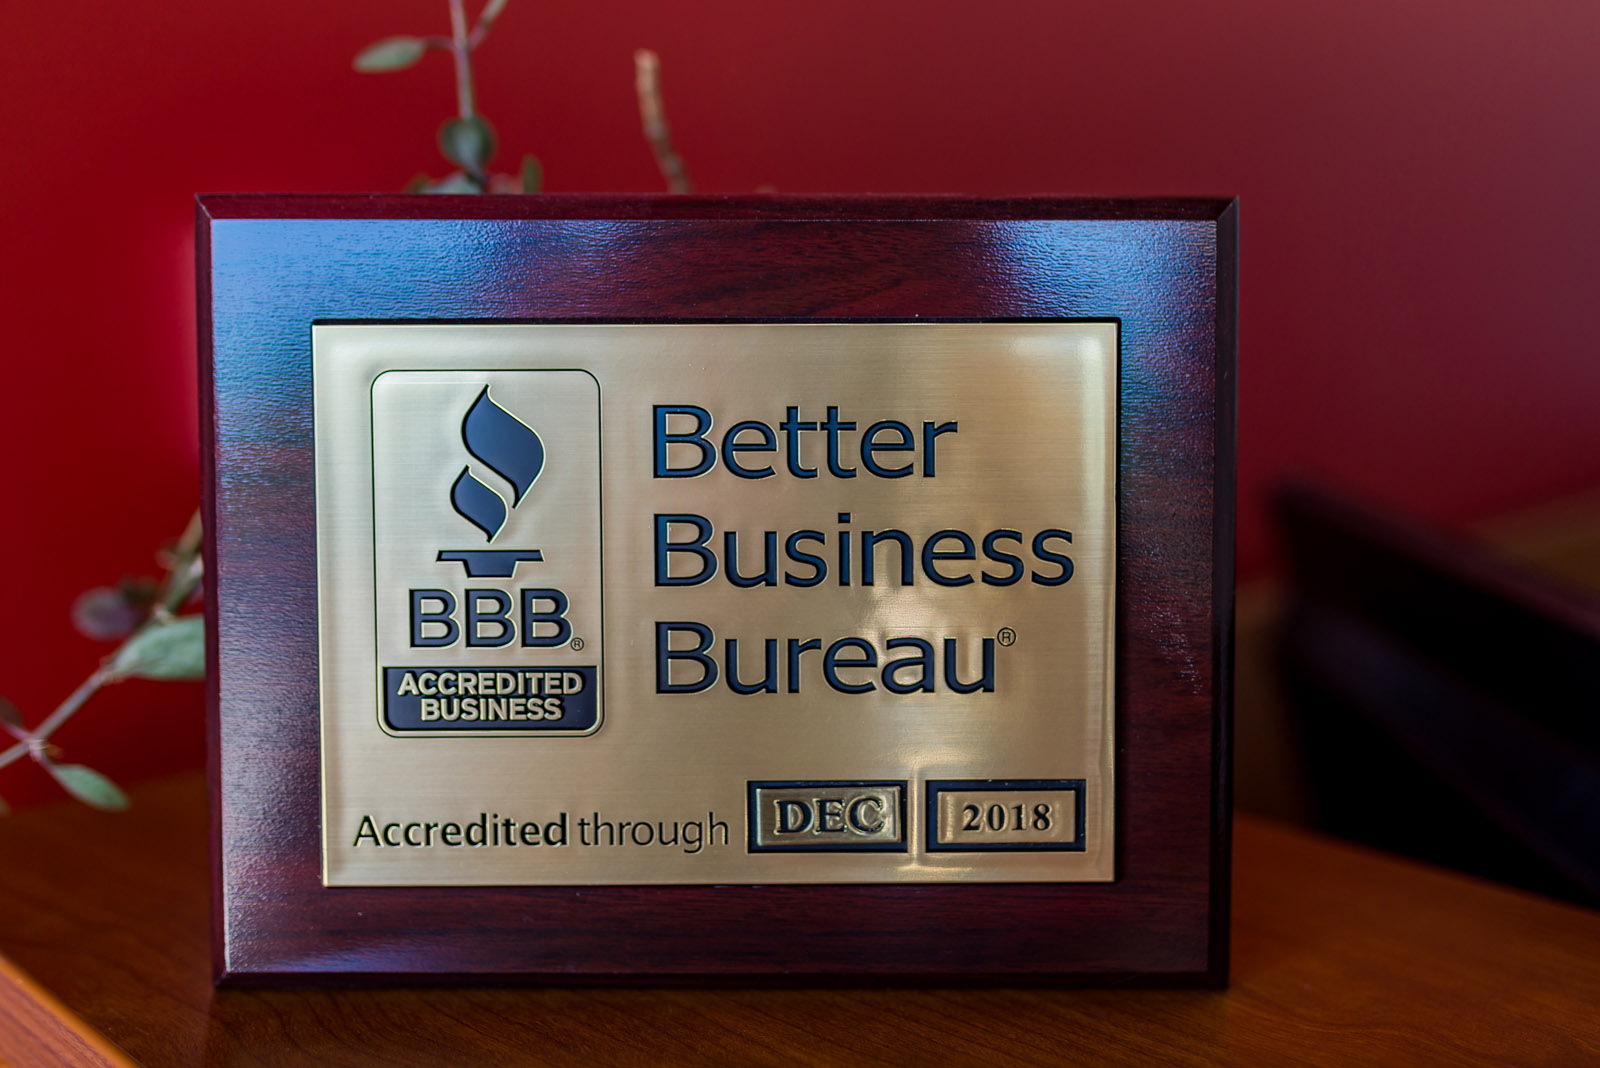 BBB®
ACCREDITED
BUSINESS
Better
Business
Bureau®
Accredited through DEC 2018